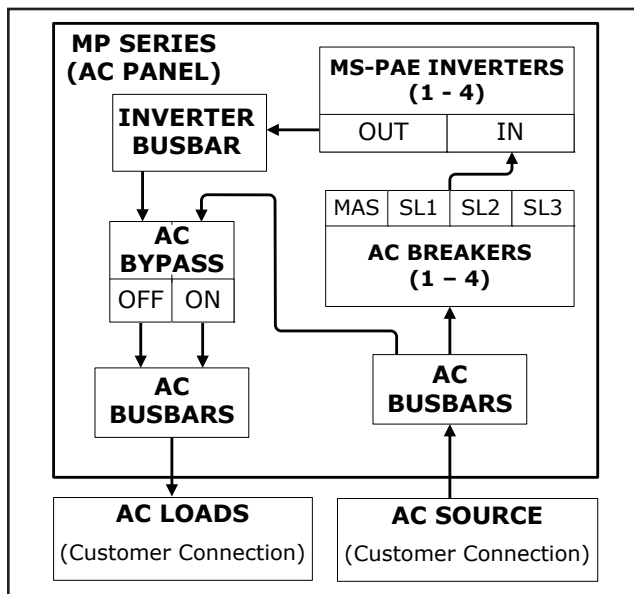 MP SERIES
(AC PANEL)
MS-PAE INVERTERS
(1 - 4)
OUT
IN
INVERTER
BUSBAR
MAS
SL1
SL2
SL3
AC BREAKERS
(1 – 4)
AC
BYPASS
OFF
ON
AC
BUSBARS
AC
BUSBARS
AC LOADS
(Customer Connection)
AC SOURCE
(Customer Connection)